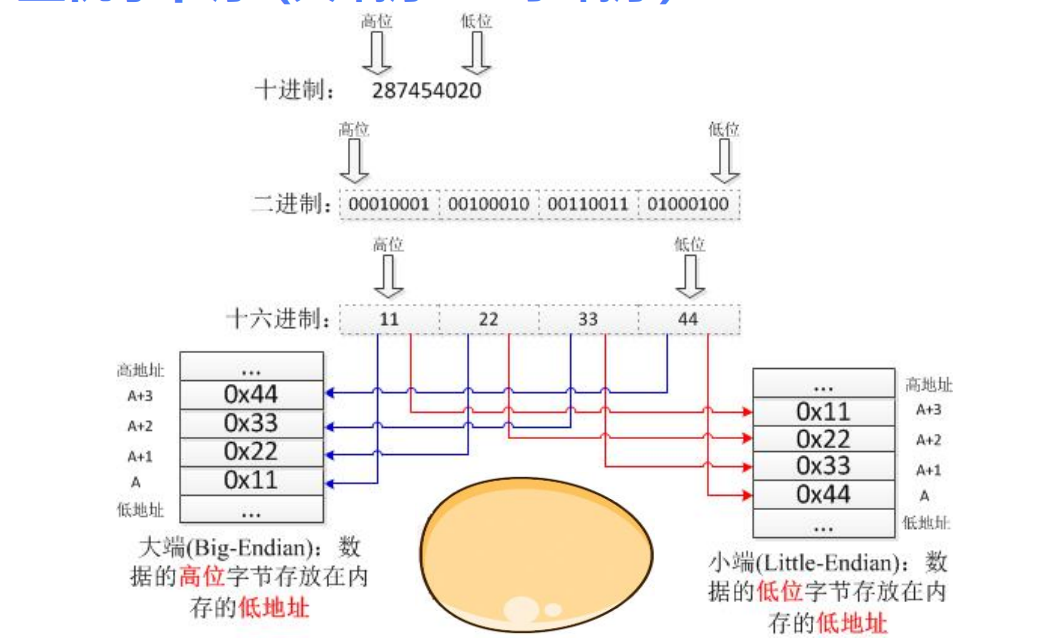 高位 低位
十进制： 287454020
高位 低位
二进制： 00010001 00100010 00110011 01000100
高位 低位
十六进制： 11 22 33 44
高地址 ...
A+3 0x44
A+2 0x33
A+1 0x22
A 0x11
低地址 ...
大端(Big-Endian)：数
据的高位字节存放在内
存的低地址
... 高地址
0x11 A+3
0x22 A+2
0x33 A+1
0x44 A
... 低地址
小端(Little-Endian)：数
据的低位字节存放在内
存的低地址